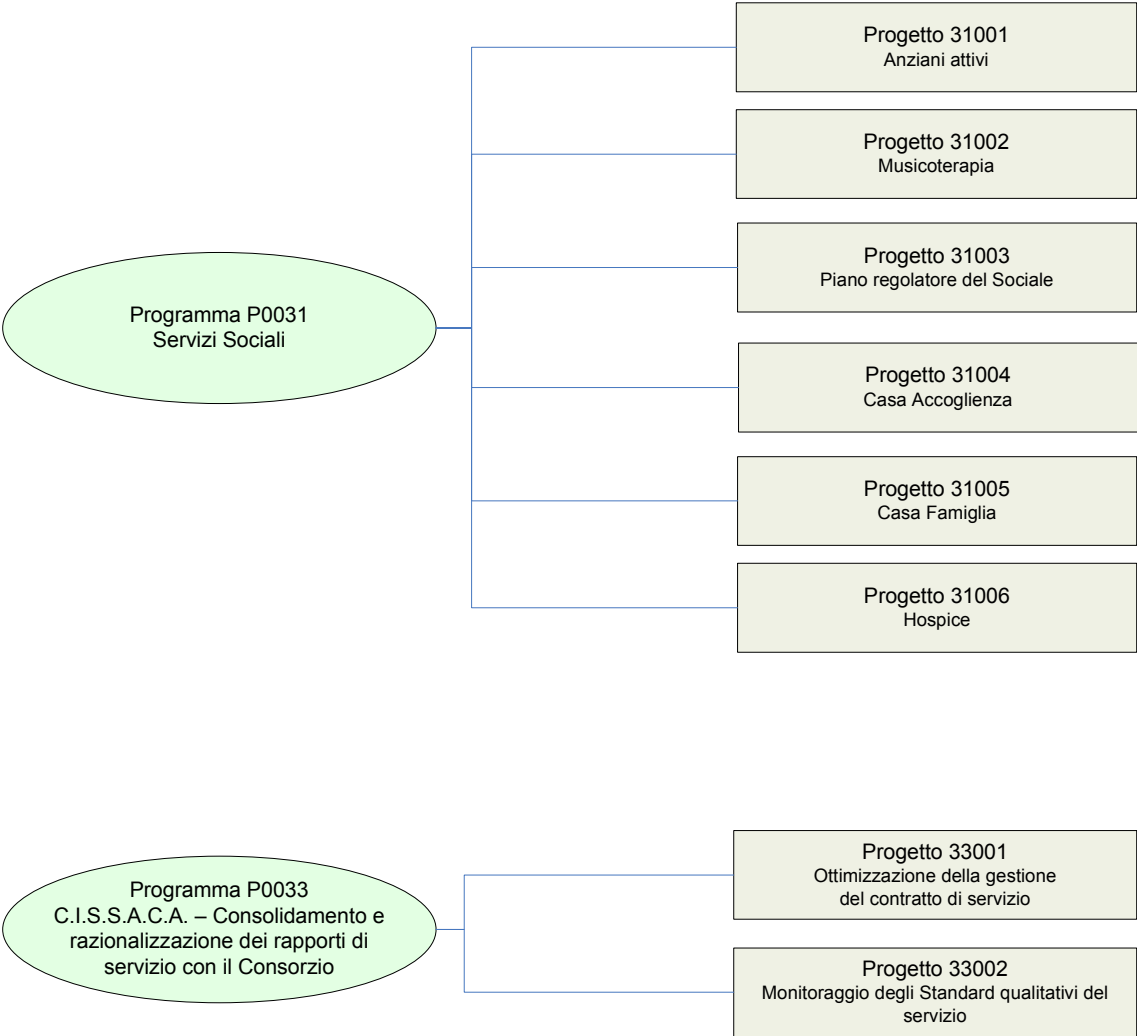 Progetto 31001
Anziani attivi
Progetto 31002
Musicoterapia
Progetto 31003
Piano regolatore del Sociale
Programma P0031
Servizi Sociali
Progetto 31004
Casa Accoglienza
Progetto 31005
Casa Famiglia
Progetto 31006
Hospice
Programma P0033
C.I.S.S.A.C.A. – Consolidamento e
razionalizzazione dei rapporti di
servizio con il Consorzio
Progetto 33001
Ottimizzazione della gestione
del contratto di servizio
Progetto 33002
Monitoraggio degli Standard qualitativi del
servizio